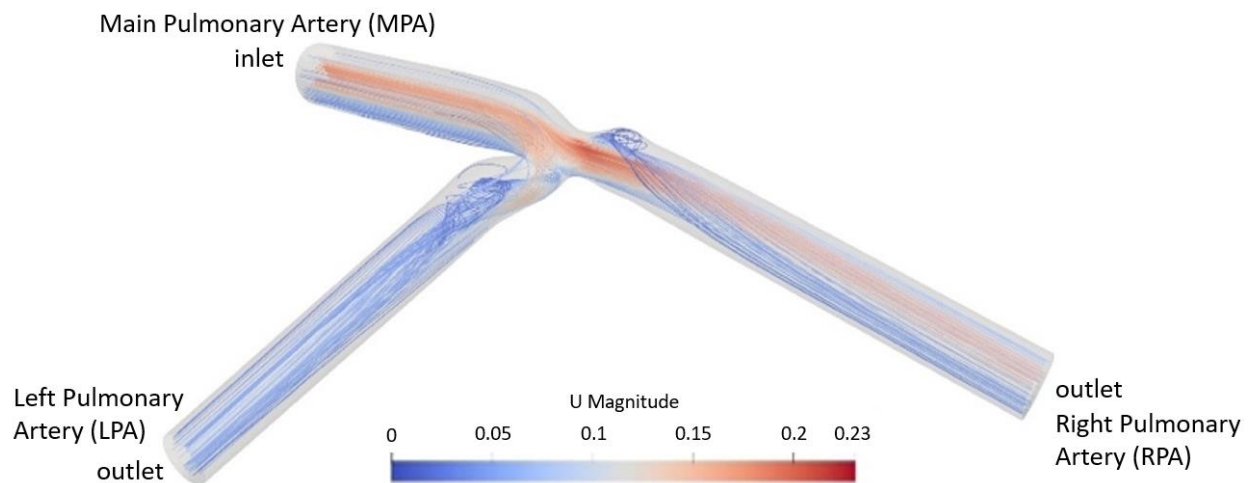 Main Pulmonary Artery (MPA)
inlet
Left Pulmonary
Artery (LPA)
outlet
U Magnitude
0 0.05 0.1 0.15 0.2 0.23
outlet
Right Pulmonary
Artery (RPA)